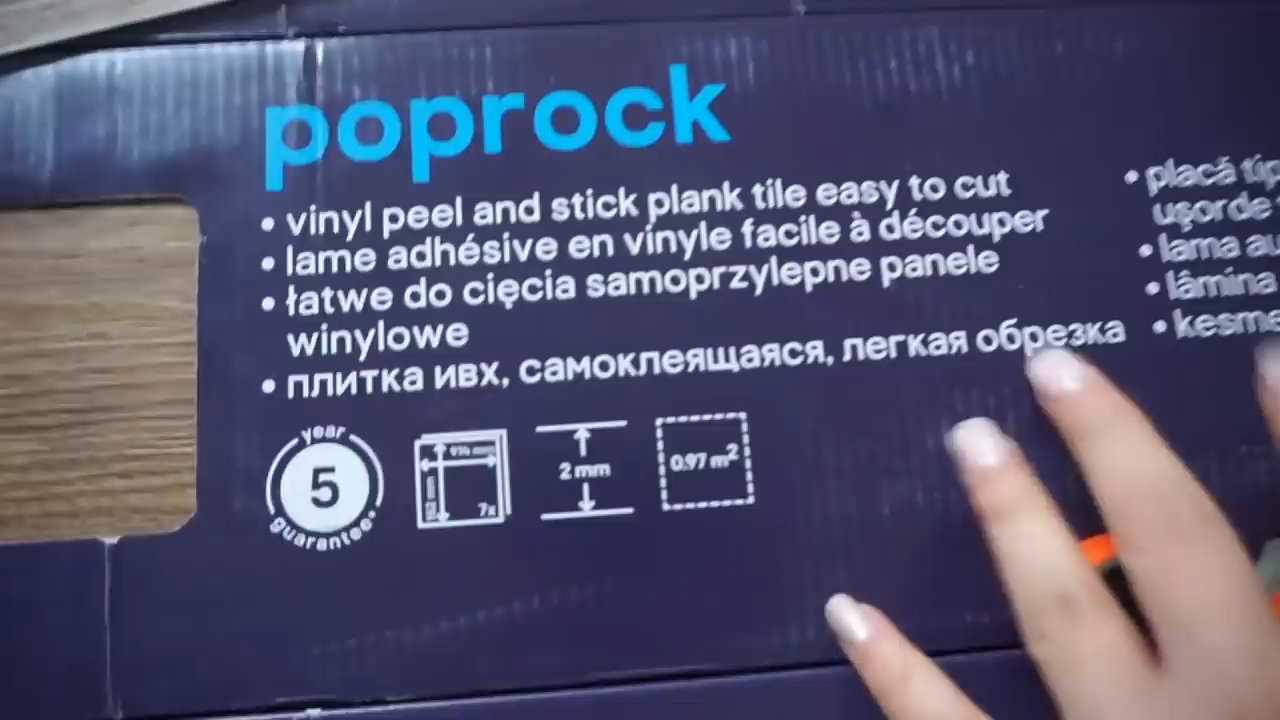 poprock
• vinyl peel and stick plank tile easy to cut
• lame adhésive en vinyle facile à découper
• łatwe do cięcia samoprzylepne panele
winylowe
• плитка ивх, самоклеящаяся, легкая обрезка
• placă
uşor de
• lama
• lâmina
• kesme
year
5
guarantee
7x
2 mm
0.97 m²